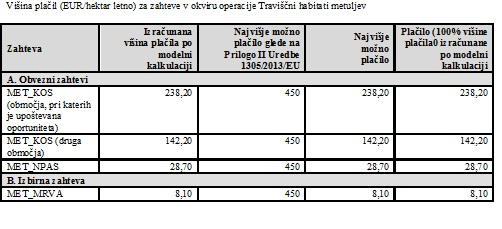 Višina plačil (EUR/hektar letno) za zahteve v okviru operacije Traviščni habitati metuljev
Zahteva
Izračunana
višina plačila po
modelni
kalkulaciji
Najvišje možno
plačilo glede na
Prilogo II Uredbe
1305/2013/EU
Najvišje
možno
plačilo
Plačilo (100% višine
plačila0 izračunane
po modelni
kalkulaciji
A. Obvezni zahtevi
MET_KOS
(območja, pri katerih
je upoštevana
oportuniteta)
238,20
450
238,20
238,20
MET_KOS (druga
območja)
142,20
450
142,20
142,20
MET_NPAS
28,70
450
28,70
28,70
B. Izbirna zahteva
MET_MRVA
8,10
450
8,10
8,10